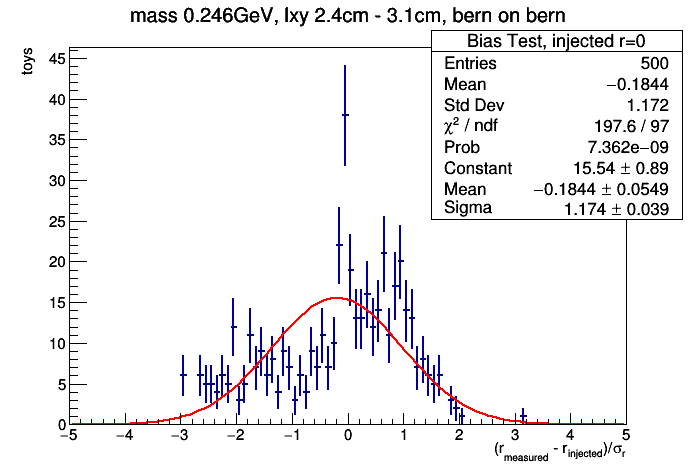 mass 0.246GeV, lxy 2.4cm - 3.1cm, bern on bern
Bias Test, injected r=0
Entries 500
Mean −0.1844
Std Dev 1.172
χ² / ndf 197.6 / 97
Prob 7.362e−09
Constant 15.54 ± 0.89
Mean −0.1844 ± 0.0549
Sigma 1.174 ± 0.039
toys
45
40
35
30
25
20
15
10
5
0
−5 −4 −3 −2 −1 0 1 2 3 4 5
(r_measured - r_injected)/σ_r